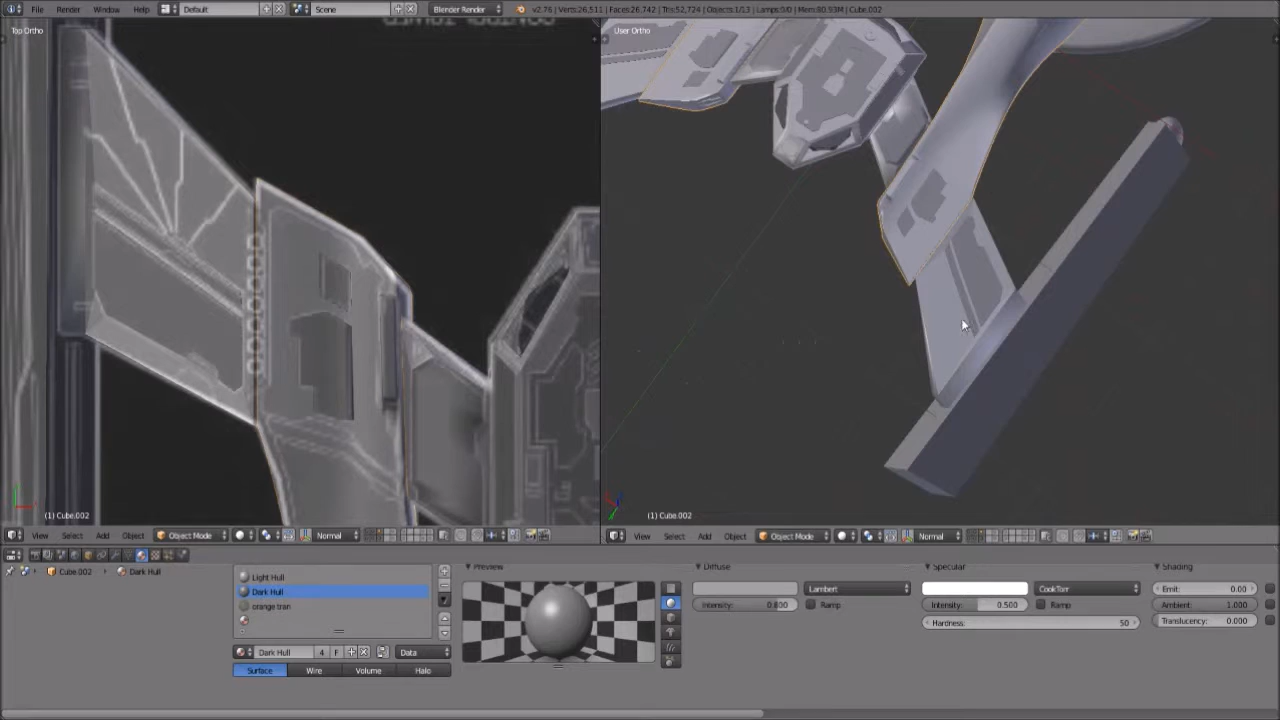 File Render Window Help Default Scene Blender Render v2.76 | Verts:26,511 | Faces:26,742 | Tris:52,724 | Objects:1/13 | Lamps:0/0 | Mem:80.93M | Cube.002
Top Ortho
User Ortho
(1) Cube.002
(1) Cube.002
View Select Add Object Object Mode Normal
View Select Add Object Object Mode Normal
Cube.002 Dark Hull
Light Hull
Dark Hull
orange tran
Dark Hull 4 F Data
Surface Wire Volume Halo
Preview
Diffuse
Lambert
Intensity: 0.800 Ramp
Specular
CookTorr
Intensity: 0.500 Ramp
Hardness: 50
Shading
Emit: 0.00
Ambient: 1.000
Translucency: 0.000